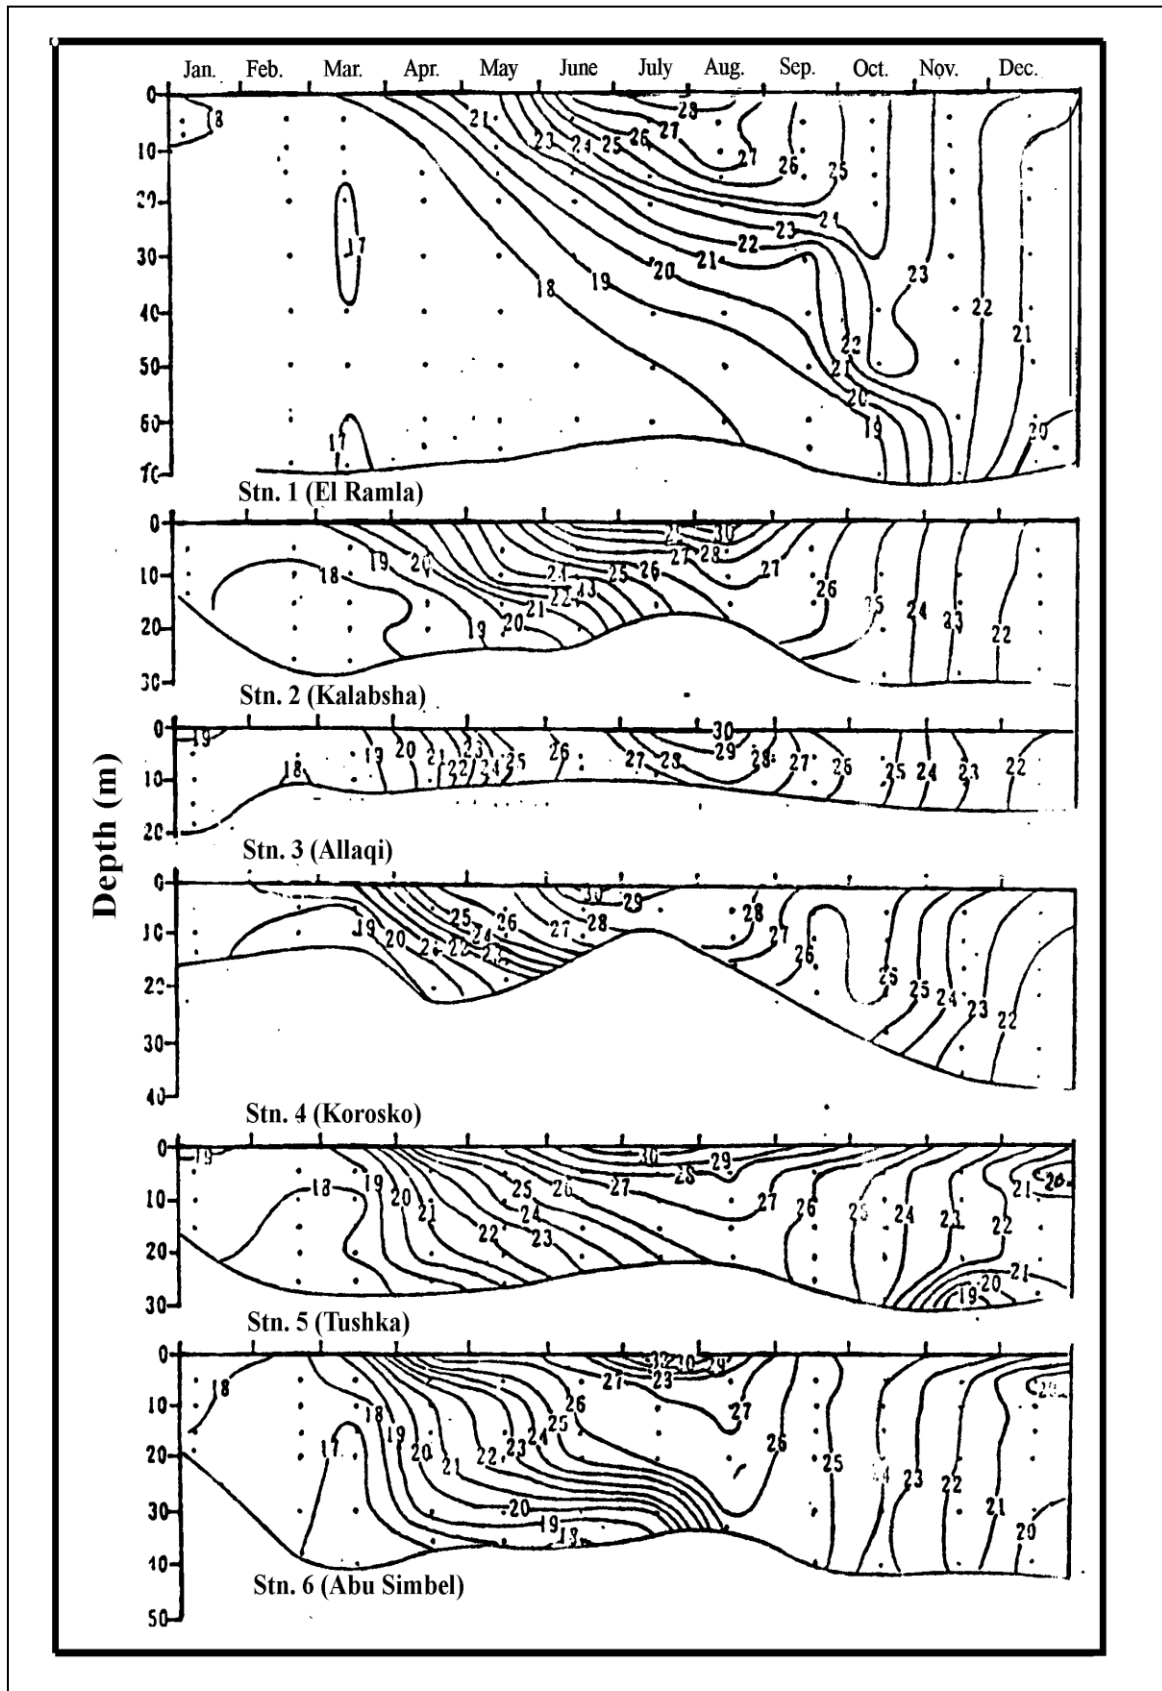 Jan. Feb. Mar. Apr. May June July Aug. Sep. Oct. Nov. Dec.
0
28
8 21 26 27
23 24 25 27
10 26 25
20
24
23
17 22
30 21 20 23
19
18
40 22 21
22
50 21
20
19
60 20
17
Stn. 1 (El Ramla)
0
30
19 20 27 28
10 18 24 25 26 27
22 26 24
21 23
20 20 22
30
Stn. 2 (Kalabsha)
0 30
19 20 26 29
18 21 23 27 28 28 27 26 25 24 23 22
10 22 24 25
20
Stn. 3 (Allaqi)
0
30 29
25 26 28 28
10 19 24 27 27
20 22 26
20 25 24
23
22
30
40
Stn. 4 (Korosko)
Depth (m)
0
19 30 29
18 19 25 26 27 28 27 20
10 20 26 24 21
21 24 23
22 23 22
20
21
20
30 19
Stn. 5 (Tushka)
0
30
18 27
10 18 26 27
19 25
17 20 22 23 24 26 25
20 21 23 22
20 21
30 19 20
40
Stn. 6 (Abu Simbel)
50